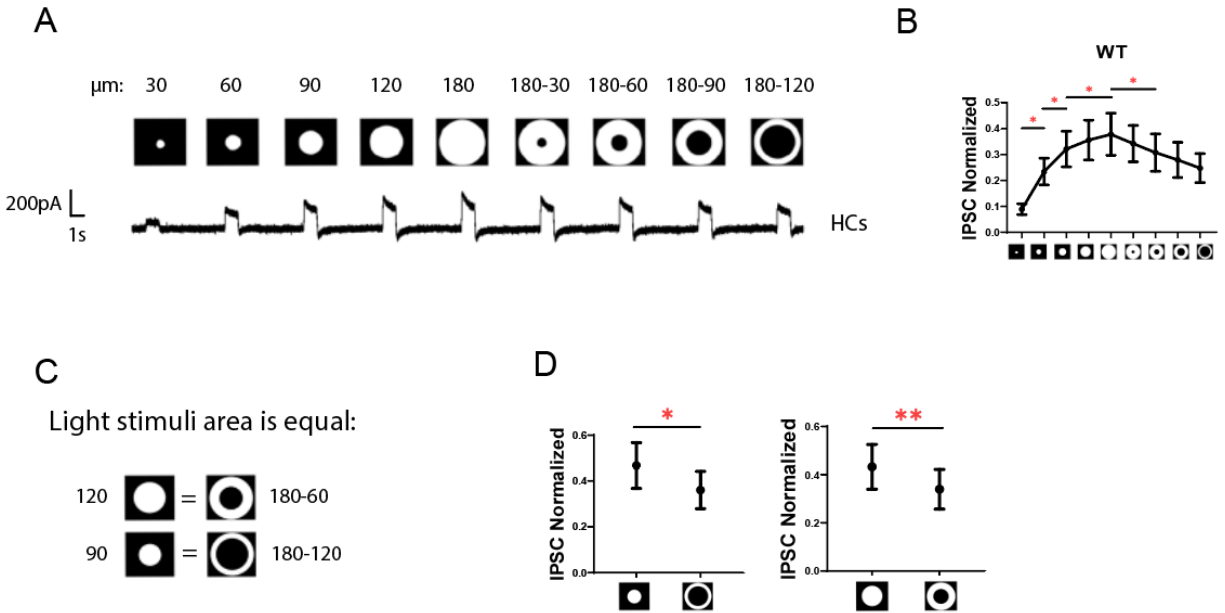 A
μm: 30 60 90 120 180 180-30 180-60 180-90 180-120
200pA
1s
HCs
B
WT
* * * *
IPSC Normalized
0.5
0.4
0.3
0.2
0.1
0.0
C
Light stimuli area is equal:
120 = 180-60
90 = 180-120
D
*
IPSC Normalized
0.6
0.4
0.2
0.0
**
IPSC Normalized
0.6
0.4
0.2
0.0